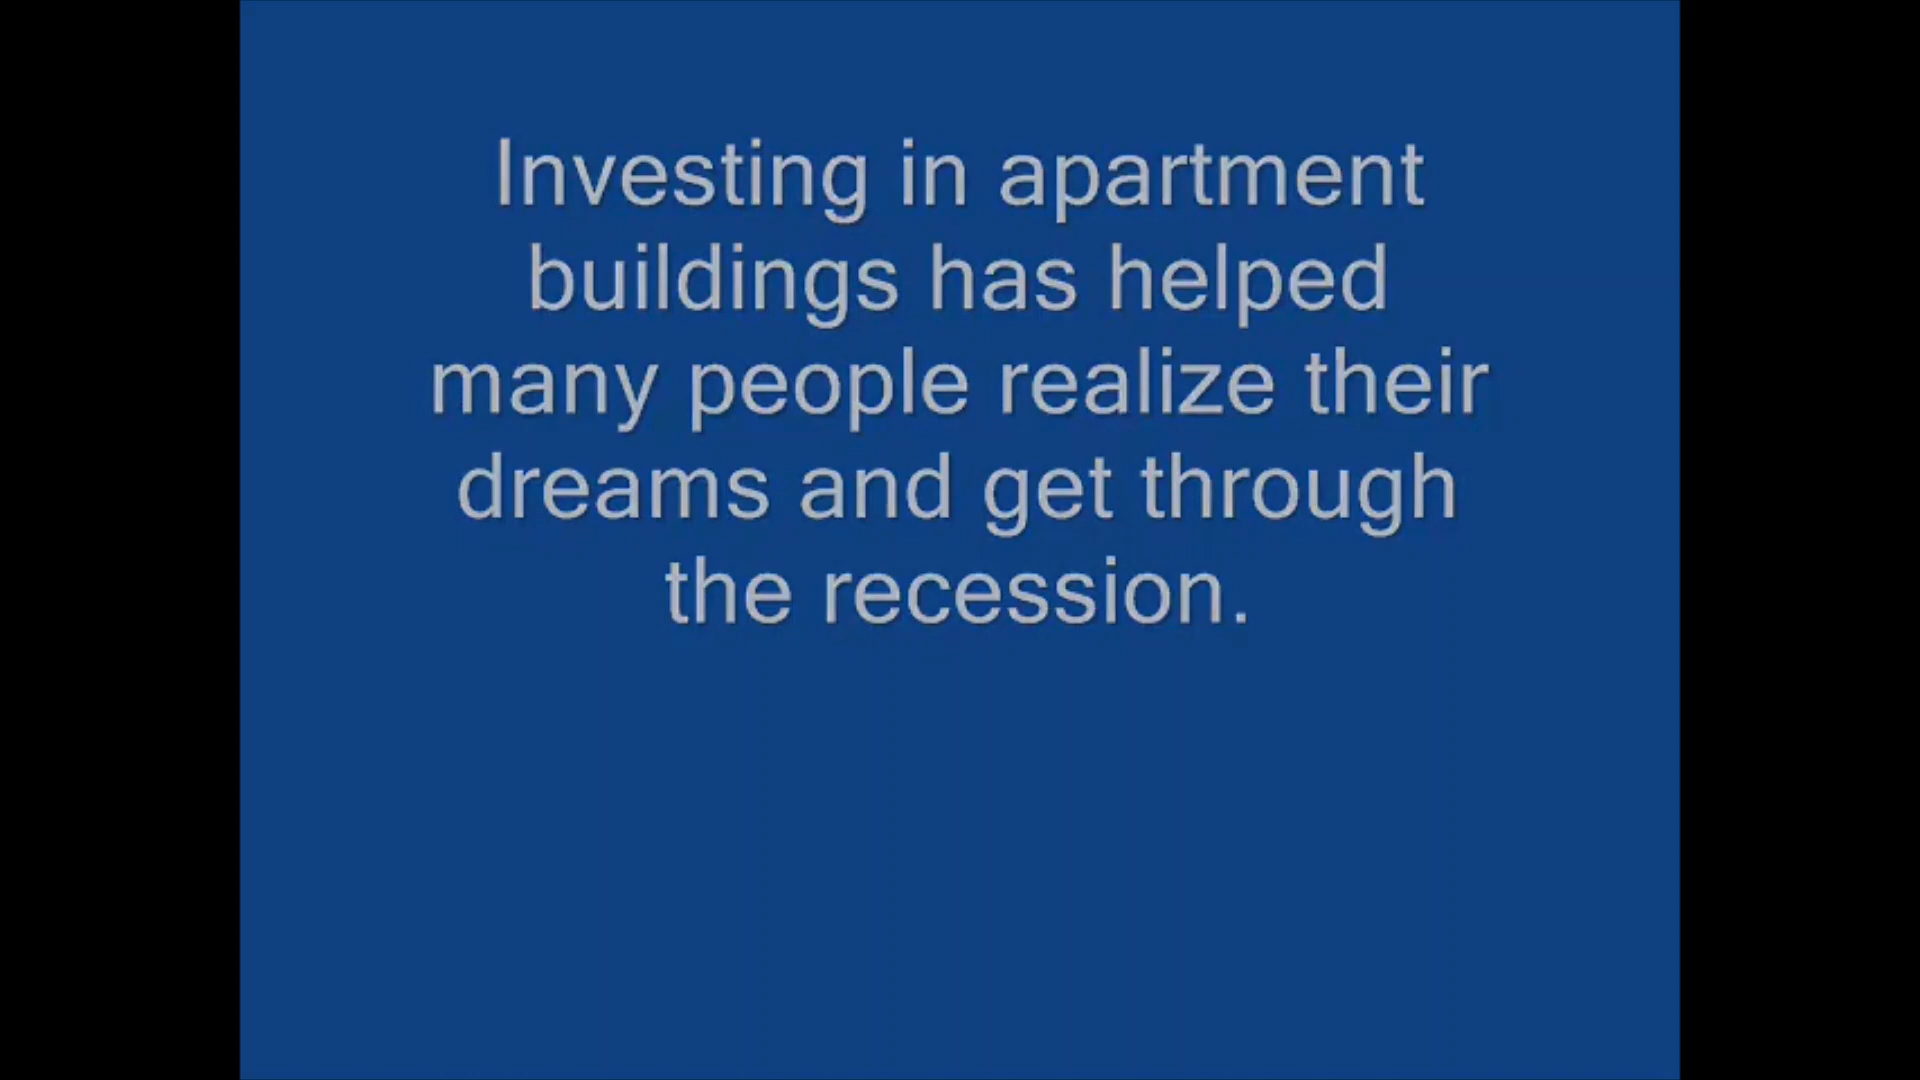 Investing in apartment
buildings has helped
many people realize their
dreams and get through
the recession.